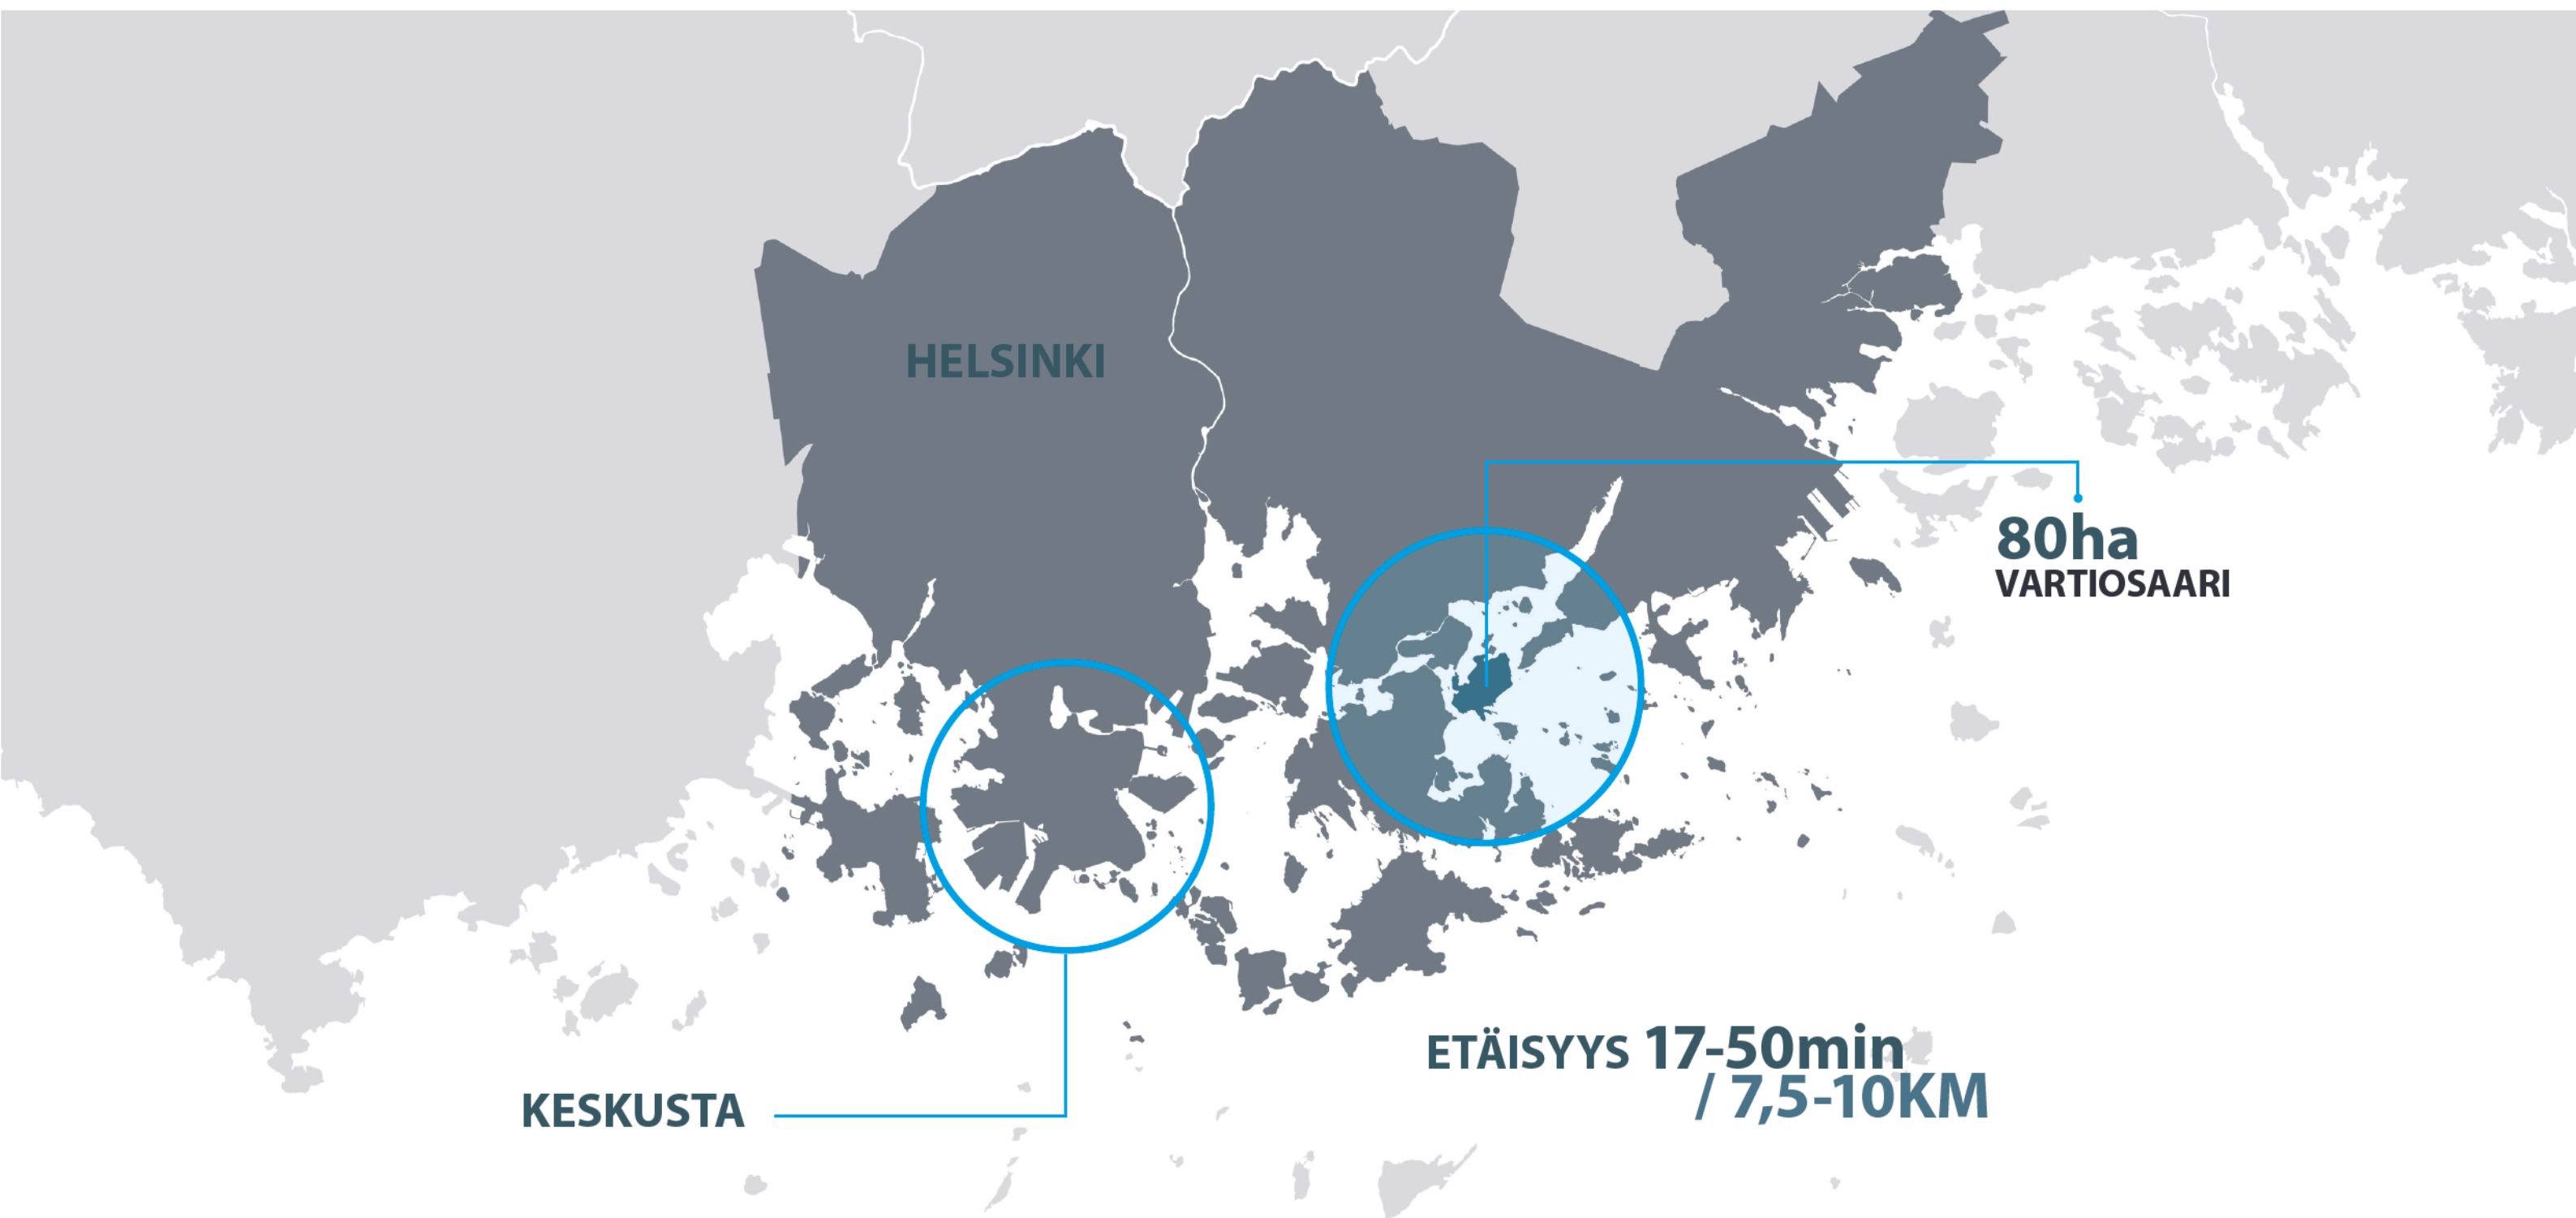 HELSINKI
80ha
VARTIOSAARI
ETÄISYYS 17-50min
/ 7,5-10KM
KESKUSTA